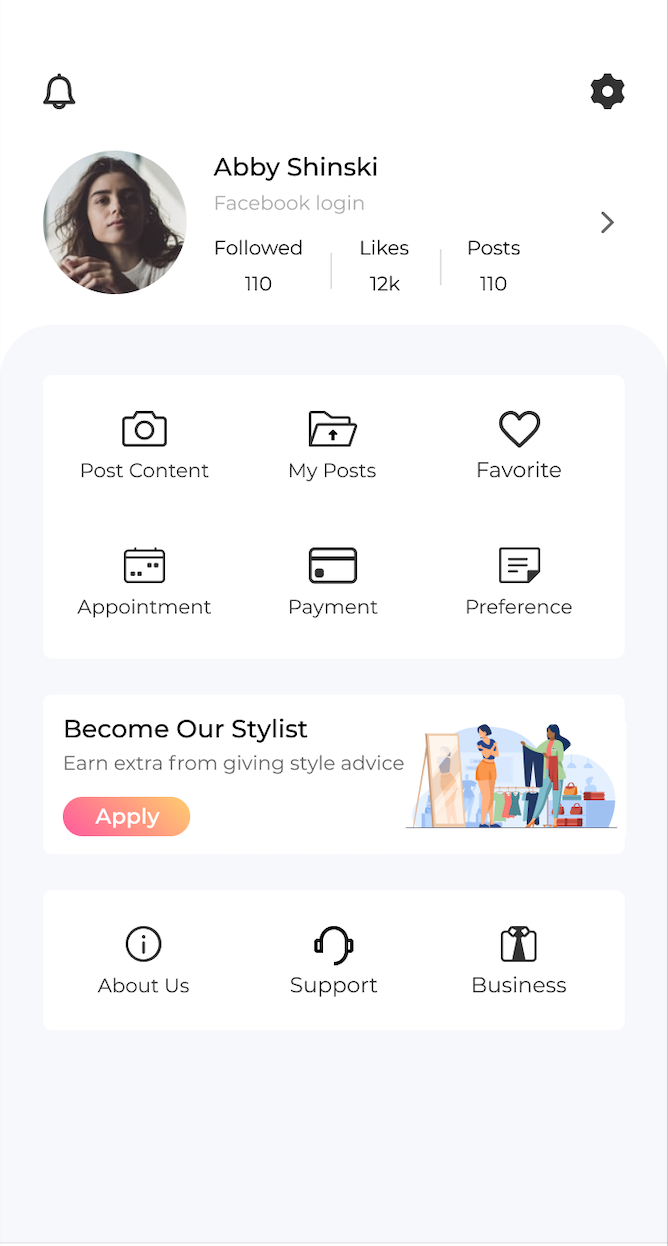 Abby Shinski
Facebook login
Followed Likes Posts
110 12k 110
Post Content My Posts Favorite
Appointment Payment Preference
Become Our Stylist
Earn extra from giving style advice
Apply
About Us Support Business